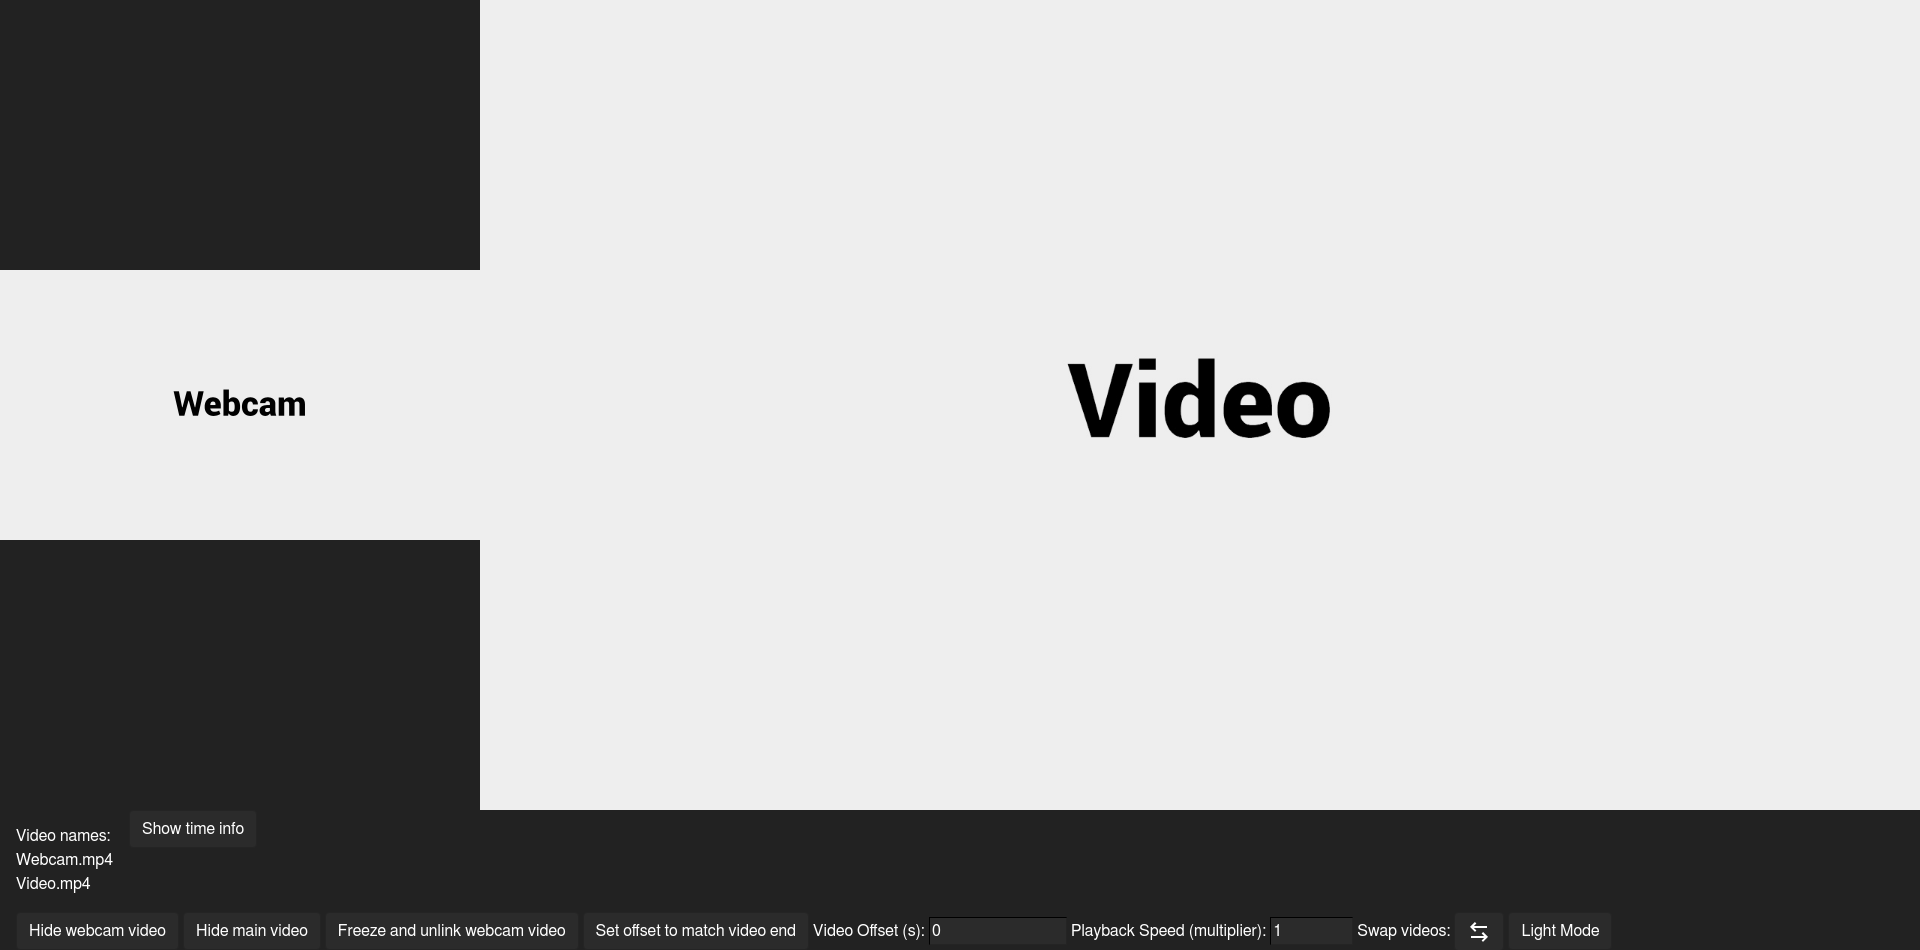 Webcam
Video
Video names:
Webcam.mp4
Video.mp4
Show time info
Hide webcam video Hide main video Freeze and unlink webcam video Set offset to match video end Video Offset (s): 0 Playback Speed (multiplier): 1 Swap videos: Light Mode